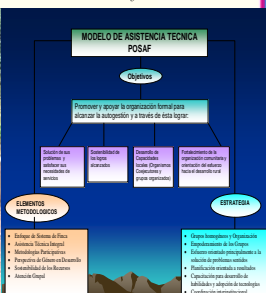 MODELO DE ASISTENCIA TECNICA
POSAF
Objetivos
Promover y apoyar la organización formal para
alcanzar la autogestión y a través de ésta lograr:
Solución de sus
problemas y
satisfacer sus
necesidades de
servicios
Sostenibilidad de
los logros
alcanzados
Desarrollo de
Capacidades
locales (Organismos
Coejecutores y
grupos organizados)
Fortalecimiento de la
organización comunitaria y
orientación del esfuerzo
hacia el desarrollo rural
ELEMENTOS
METODOLOGICOS
ESTRATEGIA
• Enfoque de Sistema de Finca
• Asistencia Técnica Integral
• Metodologías Participativas
• Perspectiva de Género en Desarrollo
• Sostenibilidad de los Recursos
• Atención Grupal
• Grupos homogéneos y Organización
• Empoderamiento de los Grupos
• Esfuerzo orientado principalmente a la
solución de problemas sentidos
• Planificación orientada a resultados
• Capacitación para desarrollo de
habilidades y adopción de tecnologías
• Coordinación interinstitucional